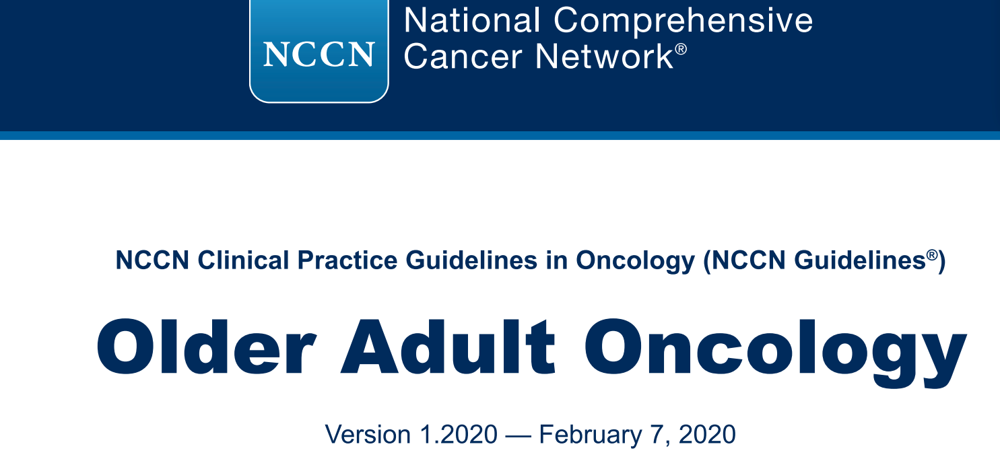 NCCN
National Comprehensive
Cancer Network®
NCCN Clinical Practice Guidelines in Oncology (NCCN Guidelines®)
Older Adult Oncology
Version 1.2020 — February 7, 2020